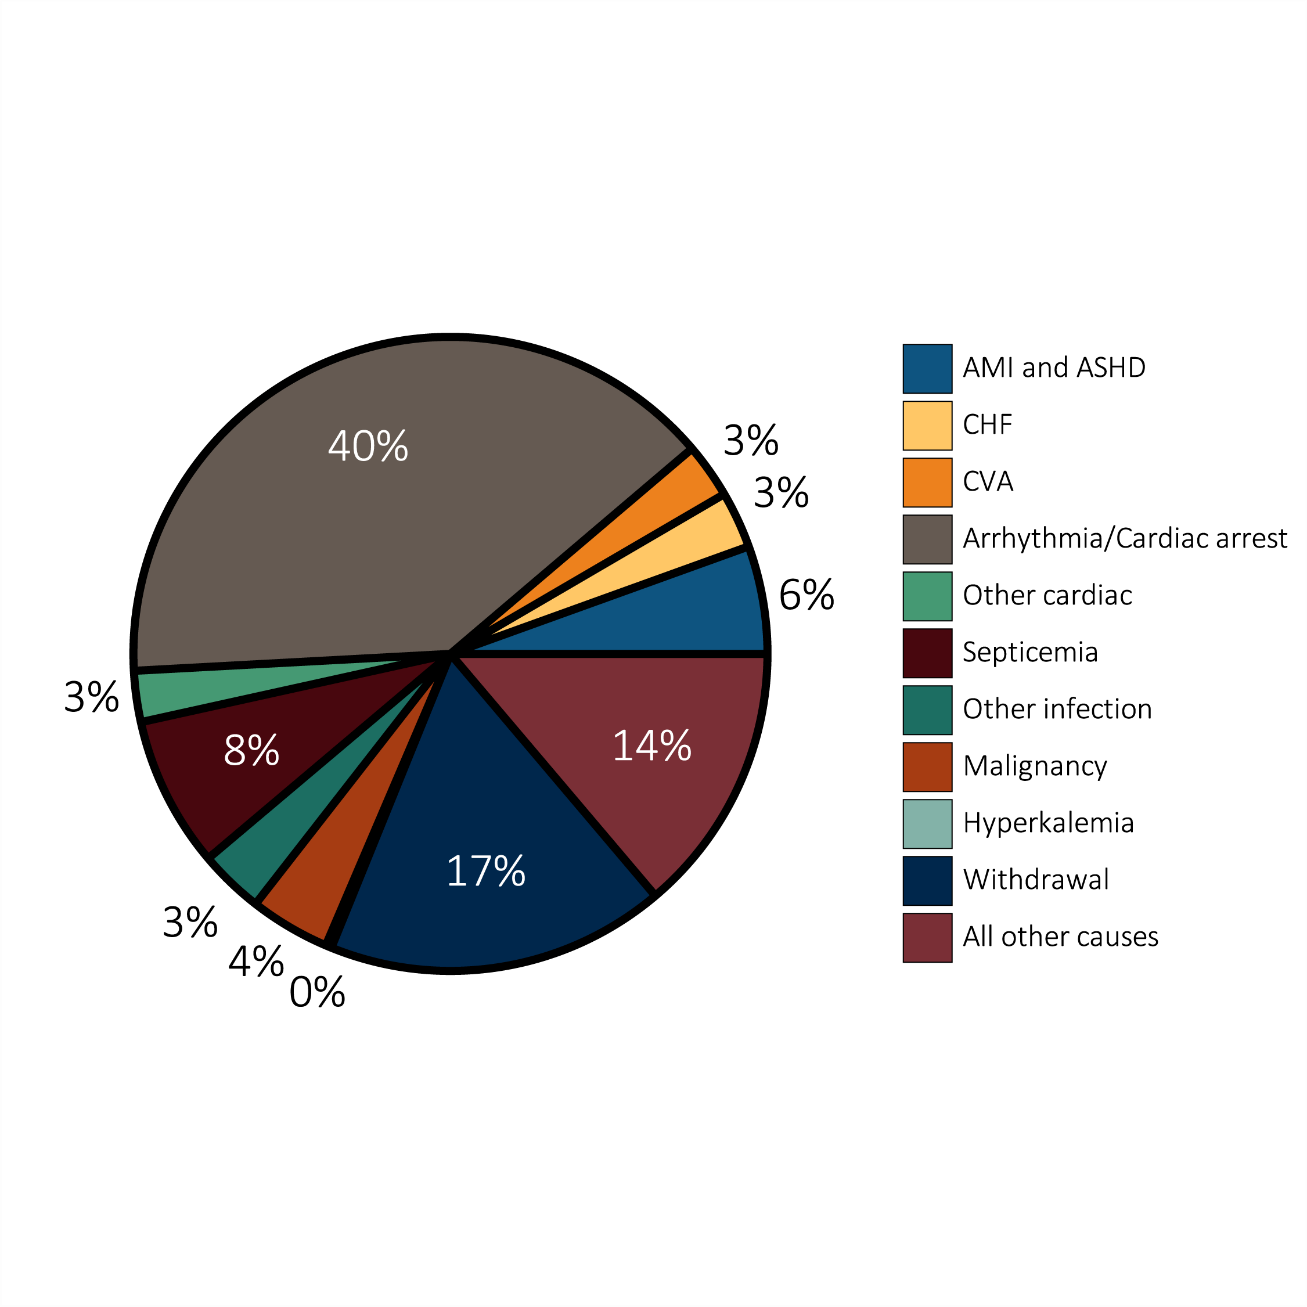 40%
3%
3%
6%
3%
8%
14%
17%
3%
4%
0%
AMI and ASHD
CHF
CVA
Arrhythmia/Cardiac arrest
Other cardiac
Septicemia
Other infection
Malignancy
Hyperkalemia
Withdrawal
All other causes